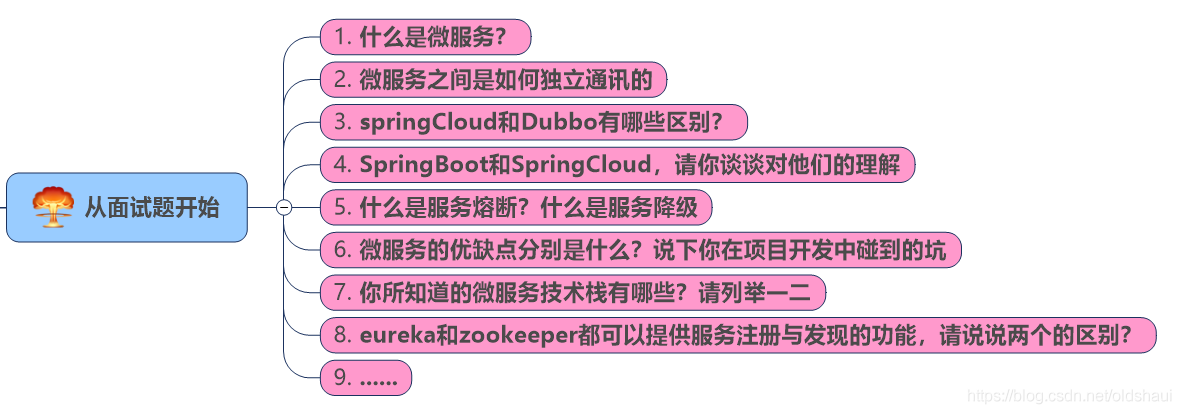 从面试题开始
1. 什么是微服务？
2. 微服务之间是如何独立通讯的
3. springCloud和Dubbo有哪些区别？
4. SpringBoot和SpringCloud，请你谈谈对他们的理解
5. 什么是服务熔断？什么是服务降级
6. 微服务的优缺点分别是什么？说下你在项目开发中碰到的坑
7. 你所知道的微服务技术栈有哪些？请列举一二
8. eureka和zookeeper都可以提供服务注册与发现的功能，请说说两个的区别？
9. ......
https://blog.csdn.net/oldshaui